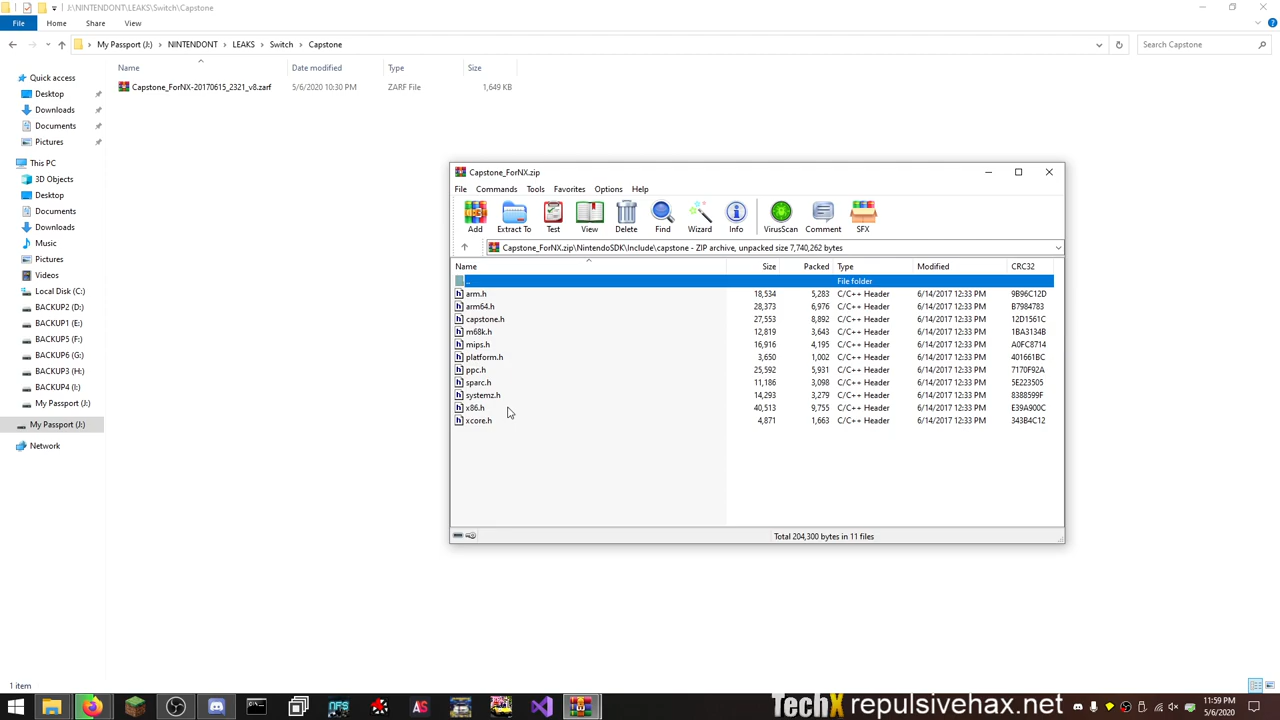 J:\NINTENDONT\LEAKS\Switch\Capstone
File Home Share View
My Passport (J:) NINTENDONT LEAKS Switch Capstone Search Capstone
Name Date modified Type Size
Capstone_ForNX-20170615_2321_v8.zarf 5/6/2020 10:30 PM ZARF File 1,649 KB
Quick access
Desktop
Downloads
Documents
Pictures
This PC
3D Objects
Desktop
Documents
Downloads
Music
Pictures
Videos
Local Disk (C:)
BACKUP2 (D:)
BACKUP1 (E:)
BACKUP5 (F:)
BACKUP6 (G:)
BACKUP3 (H:)
BACKUP4 (I:)
My Passport (J:)
My Passport (J:)
Network
Capstone_ForNX.zip
File Commands Tools Favorites Options Help
Add Extract To Test View Delete Find Wizard Info VirusScan Comment SFX
Capstone_ForNX.zip\NintendoSDK\Include\capstone - ZIP archive, unpacked size 7,740,262 bytes
Name Size Packed Type Modified CRC32
.. File folder
arm.h 18,534 5,283 C/C++ Header 6/14/2017 12:33 PM 9B96C12D
arm64.h 28,373 6,976 C/C++ Header 6/14/2017 12:33 PM B7984783
capstone.h 27,553 8,892 C/C++ Header 6/14/2017 12:33 PM 12D1561C
m68k.h 12,819 3,643 C/C++ Header 6/14/2017 12:33 PM 1BA3134B
mips.h 16,916 4,195 C/C++ Header 6/14/2017 12:33 PM A0FC8714
platform.h 3,650 1,002 C/C++ Header 6/14/2017 12:33 PM 401661BC
ppc.h 25,592 5,931 C/C++ Header 6/14/2017 12:33 PM 7170F92A
sparc.h 11,186 3,098 C/C++ Header 6/14/2017 12:33 PM 5E223505
systemz.h 14,293 3,279 C/C++ Header 6/14/2017 12:33 PM 8388599F
x86.h 40,513 9,755 C/C++ Header 6/14/2017 12:33 PM E39A900C
xcore.h 4,871 1,663 C/C++ Header 6/14/2017 12:33 PM 343B4C12
Total 204,300 bytes in 11 files
1 item
TechX repulsivehax.net
11:59 PM
5/6/2020